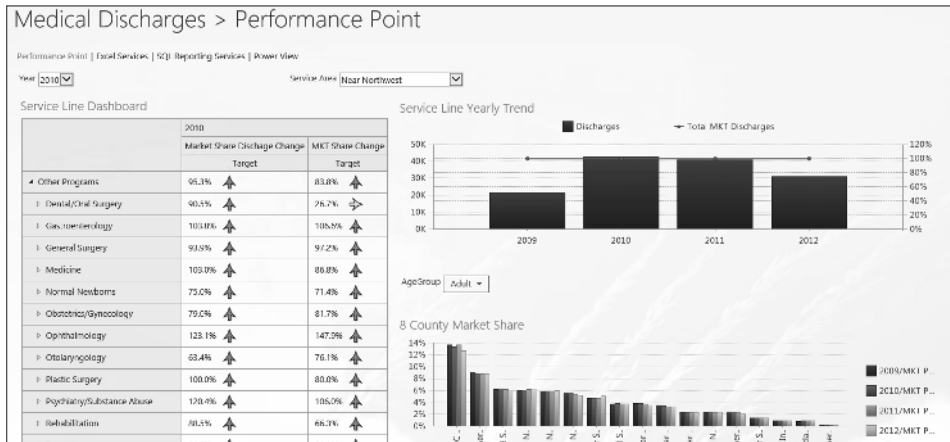 Medical Discharges > Performance Point
Performance Point | Excel Services | SQL Reporting Services | Power View
Year 2010
Service Area Near Northwest
Service Line Dashboard
2010
Market Share Dischage Change MKT Share Change
Target Target
Other Programs 95.3% 83.8%
Dental/Oral Surgery 90.5% 26.7%
Gastroenterology 103.8% 106.6%
General Surgery 93.9% 97.2%
Medicine 103.0% 86.8%
Normal Newborns 75.0% 71.4%
Obstetrics/Gynecology 79.0% 81.7%
Ophthalmology 123.1% 147.9%
Otolaryngology 63.4% 76.1%
Plastic Surgery 100.0% 80.0%
Psychiatry/Substance Abuse 120.4% 106.0%
Rehabilitation 88.5% 66.3%
Service Line Yearly Trend
Discharges Total MKT Discharges
50K 120%
40K 100%
30K 80%
60%
20K 40%
10K 20%
0K 0%
2009 2010 2011 2012
AgeGroup Adult
8 County Market Share
14%
12%
10%
8%
6%
4%
2%
0%
2009/MKT P...
2010/MKT P...
2011/MKT P...
2012/MKT P...